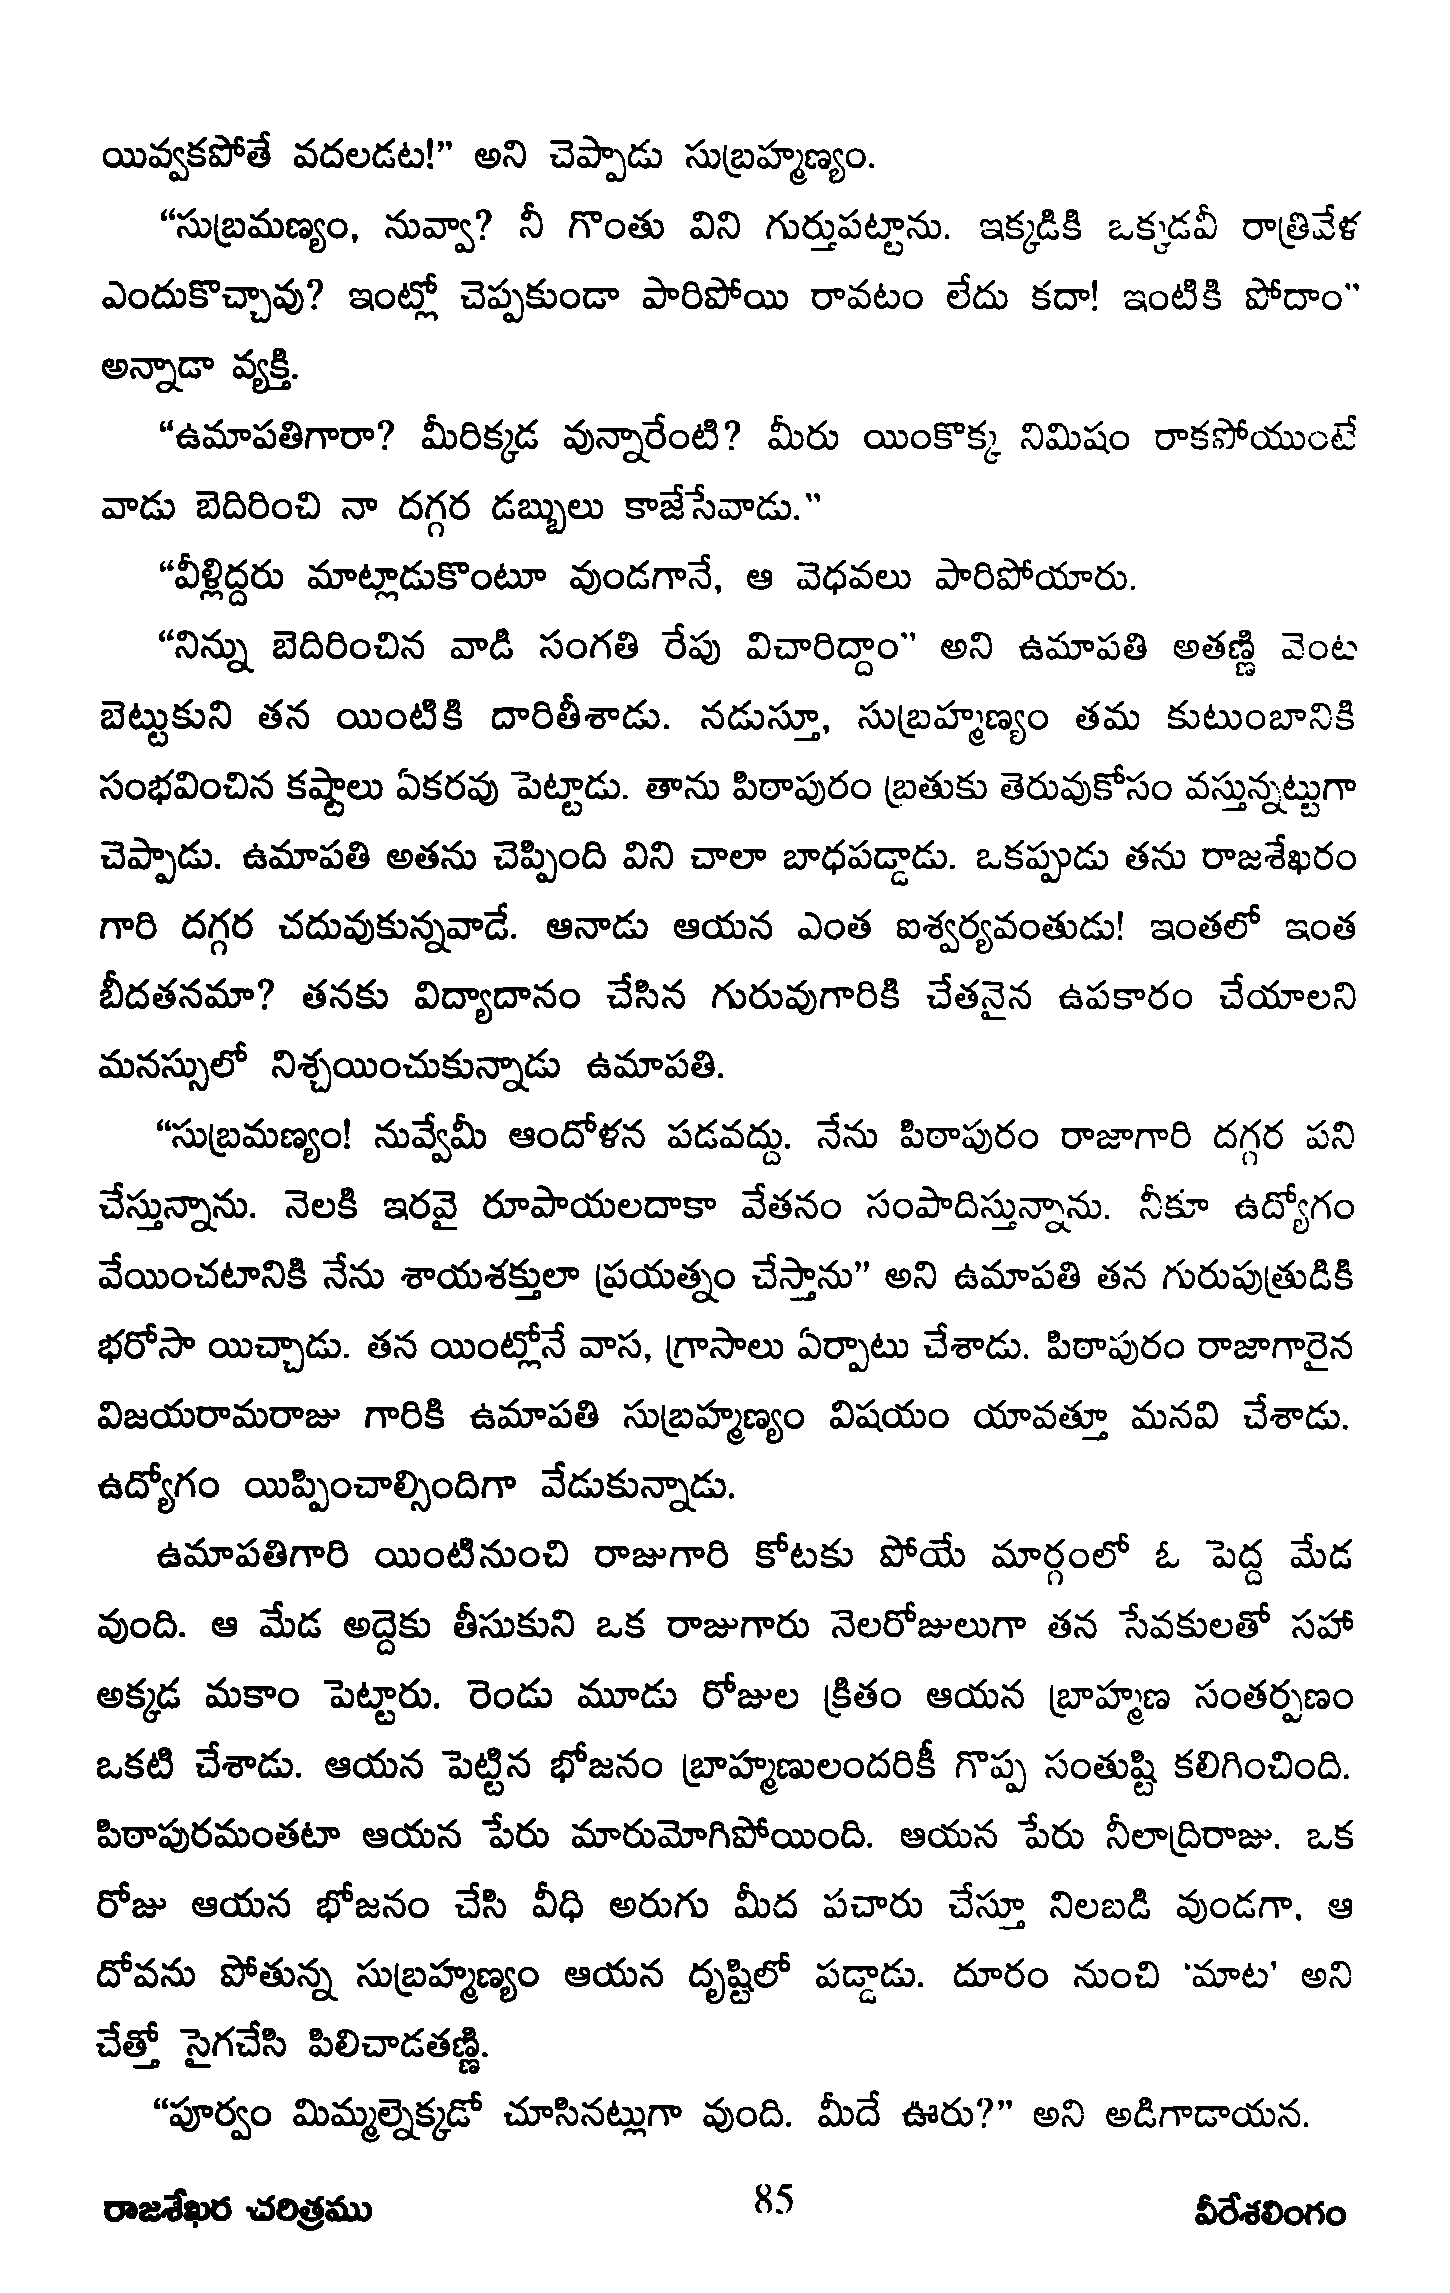 యివ్వకపోతే వదలడట!” అని చెప్పాడు సుబ్రహ్మణ్యం.
“సుబ్రమణ్యం, నువ్వా? నీ గొంతు విని గుర్తుపట్టాను. ఇక్కడికి ఒక్కడవీ రాత్రివేళ
ఎందుకొచ్చావు? ఇంట్లో చెప్పకుండా పారిపోయి రావటం లేదు కదా! ఇంటికి పోదాం”
అన్నాడా వ్యక్తి.
“ఉమాపతిగారా? మీరిక్కడ వున్నారేంటి? మీరు యింకొక్క నిమిషం రాకపోయుంటే
వాడు బెదిరించి నా దగ్గర డబ్బులు కాజేసేవాడు.”
“వీళ్లిద్దరు మాట్లాడుకొంటూ వుండగానే, ఆ వెధవలు పారిపోయారు.
“నిన్ను బెదిరించిన వాడి సంగతి రేపు విచారిద్దాం” అని ఉమాపతి అతణ్ణి వెంట
బెట్టుకుని తన యింటికి దారితీశాడు. నడుస్తూ, సుబ్రహ్మణ్యం తమ కుటుంబానికి
సంభవించిన కష్టాలు ఏకరవు పెట్టాడు. తాను పిఠాపురం బ్రతుకు తెరువుకోసం వస్తున్నట్టుగా
చెప్పాడు. ఉమాపతి అతను చెప్పింది విని చాలా బాధపడ్డాడు. ఒకప్పుడు తను రాజశేఖరం
గారి దగ్గర చదువుకున్నవాడే. ఆనాడు ఆయన ఎంత ఐశ్వర్యవంతుడు! ఇంతలో ఇంత
బీదతనమా? తనకు విద్యాదానం చేసిన గురువుగారికి చేతనైన ఉపకారం చేయాలని
మనస్సులో నిశ్చయించుకున్నాడు ఉమాపతి.
“సుబ్రమణ్యం! నువ్వేమీ ఆందోళన పడవద్దు. నేను పిఠాపురం రాజాగారి దగ్గర పని
చేస్తున్నాను. నెలకి ఇరవై రూపాయలదాకా వేతనం సంపాదిస్తున్నాను. నీకూ ఉద్యోగం
వేయించటానికి నేను శాయశక్తులా ప్రయత్నం చేస్తాను” అని ఉమాపతి తన గురుపుత్రుడికి
భరోసా యిచ్చాడు. తన యింట్లోనే వాస, గ్రాసాలు ఏర్పాటు చేశాడు. పిఠాపురం రాజాగారైన
విజయరామరాజు గారికి ఉమాపతి సుబ్రహ్మణ్యం విషయం యావత్తూ మనవి చేశాడు.
ఉద్యోగం యిప్పించాల్సిందిగా వేడుకున్నాడు.
ఉమాపతిగారి యింటినుంచి రాజుగారి కోటకు పోయే మార్గంలో ఓ పెద్ద మేడ
వుంది. ఆ మేడ అద్దెకు తీసుకుని ఒక రాజుగారు నెలరోజులుగా తన సేవకులతో సహా
అక్కడ మకాం పెట్టారు. రెండు మూడు రోజుల క్రితం ఆయన బ్రాహ్మణ సంతర్పణం
ఒకటి చేశాడు. ఆయన పెట్టిన భోజనం బ్రాహ్మణులందరికీ గొప్ప సంతుష్టి కలిగించింది.
పిఠాపురమంతటా ఆయన పేరు మారుమోగిపోయింది. ఆయన పేరు నీలాద్రిరాజు. ఒక
రోజు ఆయన భోజనం చేసి వీధి అరుగు మీద పచారు చేస్తూ నిలబడి వుండగా, ఆ
దోవను పోతున్న సుబ్రహ్మణ్యం ఆయన దృష్టిలో పడ్డాడు. దూరం నుంచి ‘మాట’ అని
చేత్తో సైగచేసి పిలిచాడతణ్ణి.
“పూర్వం మిమ్మల్నెక్కడో చూసినట్లుగా వుంది. మీదే ఊరు?” అని అడిగాడాయన.
రాజశేఖర చరిత్రము 85 వీరేశలింగం